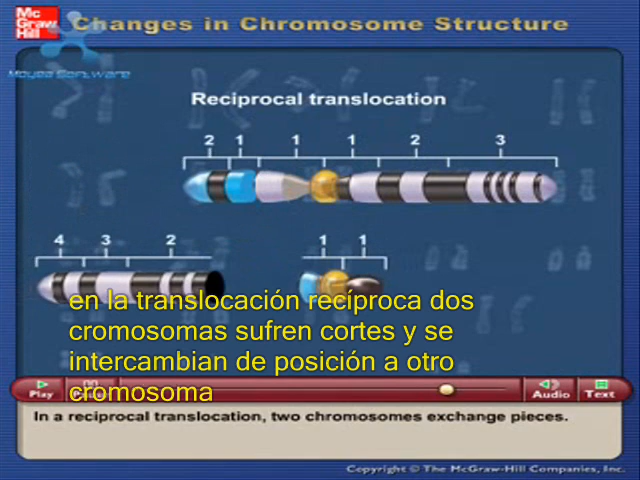 Mc
Graw
Hill
Changes in Chromosome Structure
Moyea Software
Reciprocal translocation
2 1 1 1 2 3
4 3 2 1 1
en la translocación recíproca dos
cromosomas sufren cortes y se
intercambian de posición a otro
cromosoma
Play
Audio
Text
In a reciprocal translocation, two chromosomes exchange pieces.
Copyright © The McGraw-Hill Companies, Inc.